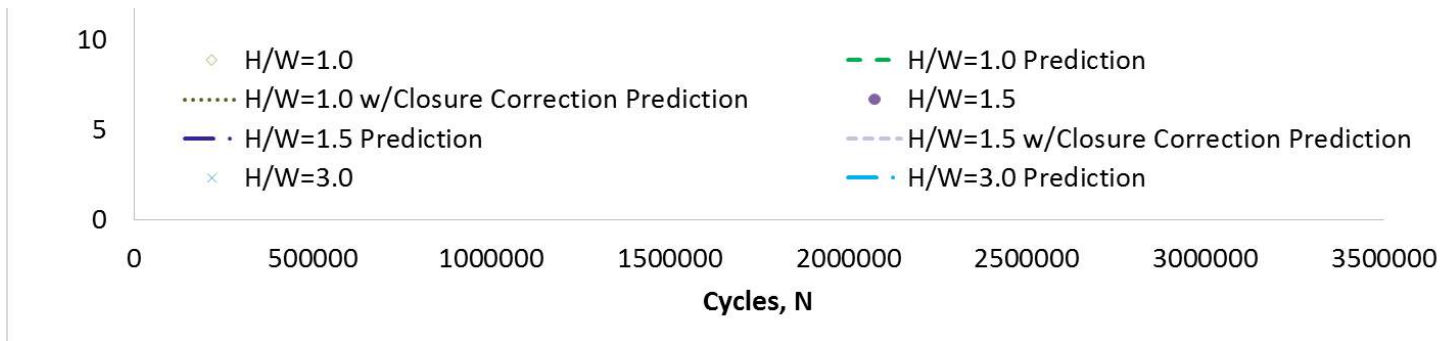 10
H/W=1.0
H/W=1.0 Prediction
H/W=1.0 w/Closure Correction Prediction
H/W=1.5
5
H/W=1.5 Prediction
H/W=1.5 w/Closure Correction Prediction
H/W=3.0
H/W=3.0 Prediction
0
0 500000 1000000 1500000 2000000 2500000 3000000 3500000
Cycles, N